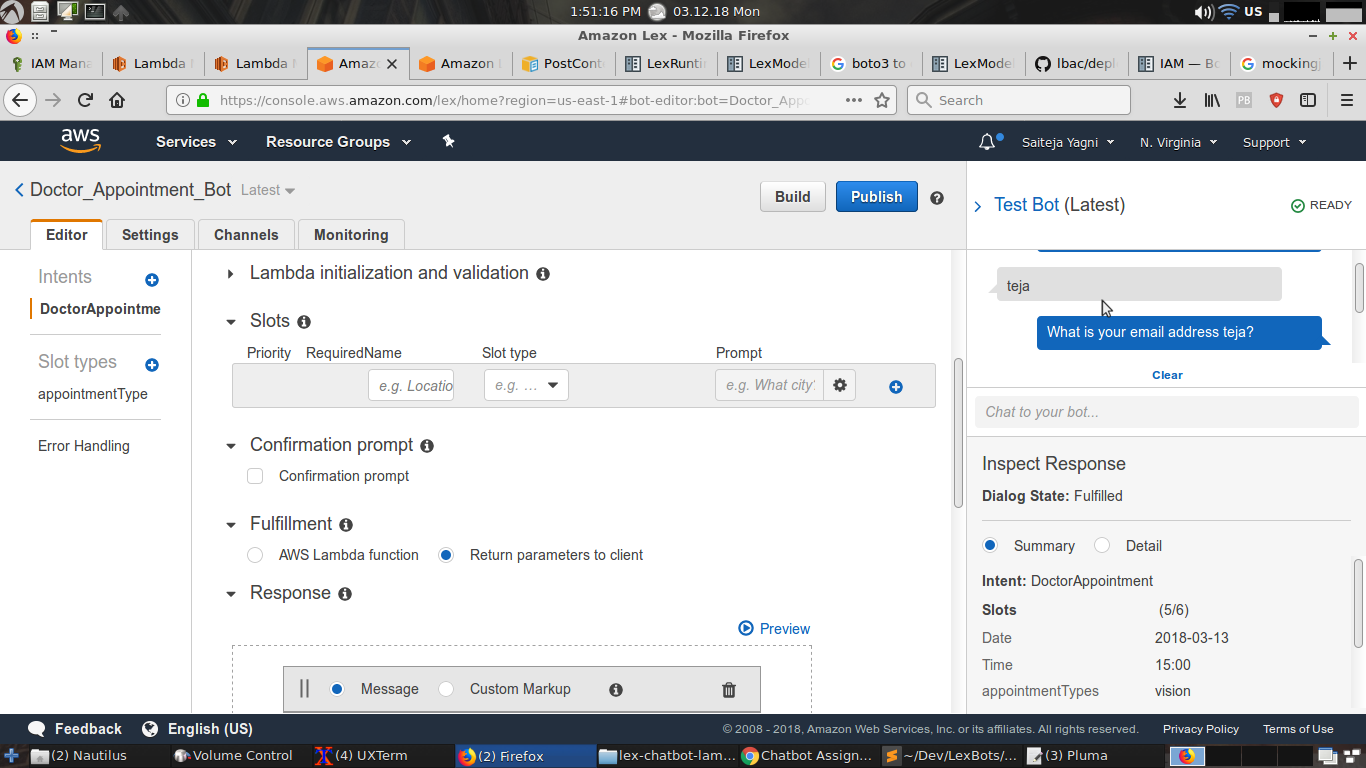 1:51:16 PM 03.12.18 Mon US
Amazon Lex - Mozilla Firefox
IAM Mana Lambda Lambda Amaz Amazon PostCont LexRunti LexModel boto3 to LexModel lbac/depl IAM — Bo mockingj
https://console.aws.amazon.com/lex/home?region=us-east-1#bot-editor:bot=Doctor_App Search PB
aws Services Resource Groups Saiteja Yagni N. Virginia Support
Doctor_Appointment_Bot Latest Build Publish
Test Bot (Latest) READY
Editor Settings Channels Monitoring
Intents
DoctorAppointme
Slot types
appointmentType
Error Handling
Lambda initialization and validation
Slots
Priority RequiredName Slot type Prompt
e.g. Locatio e.g. ... e.g. What city?
Confirmation prompt
Confirmation prompt
Fulfillment
AWS Lambda function Return parameters to client
Response
Preview
Message Custom Markup
teja
What is your email address teja?
Clear
Chat to your bot...
Inspect Response
Dialog State: Fulfilled
Summary Detail
Intent: DoctorAppointment
Slots (5/6)
Date 2018-03-13
Time 15:00
appointmentTypes vision
Feedback English (US) © 2008 - 2018, Amazon Web Services, Inc. or its affiliates. All rights reserved. Privacy Policy Terms of Use
(2) Nautilus Volume Control (4) UXTerm (2) Firefox lex-chatbot-lam... Chatbot Assign... ~/Dev/LexBots/... (3) Pluma